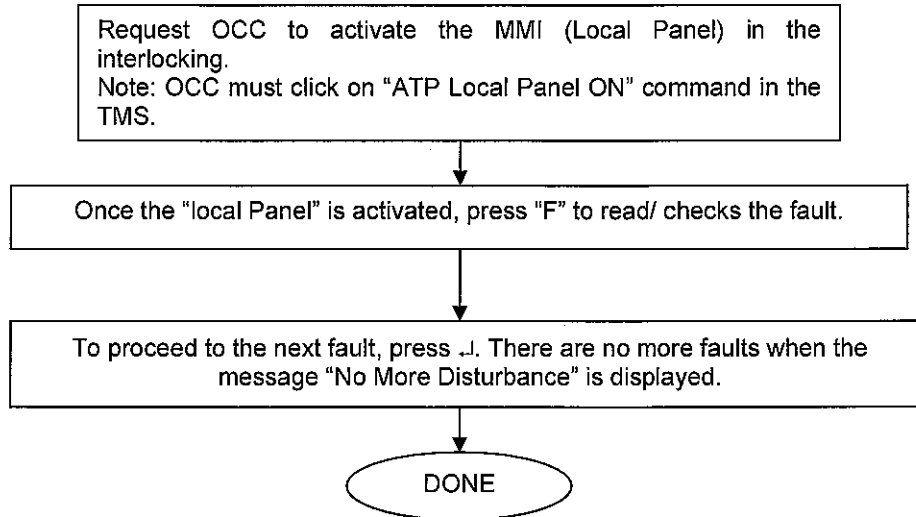 Request OCC to activate the MMI (Local Panel) in the
interlocking.
Note: OCC must click on “ATP Local Panel ON” command in the
TMS.
Once the “local Panel” is activated, press “F” to read/ checks the fault.
To proceed to the next fault, press ↵. There are no more faults when the
message “No More Disturbance” is displayed.
DONE